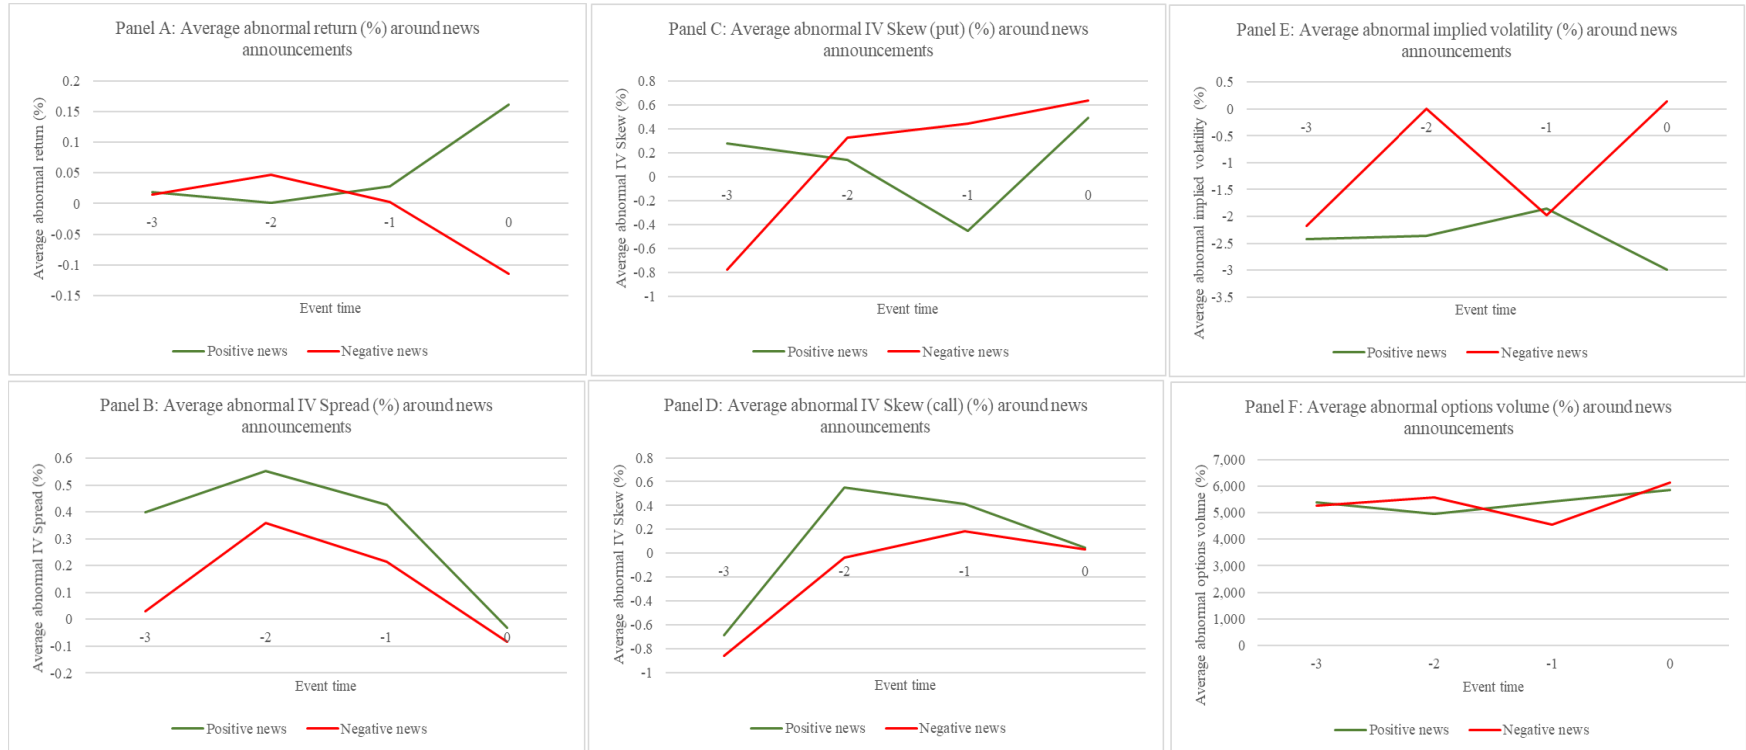 Panel A: Average abnormal return (%) around news
announcements
Average abnormal return (%)
0.2
0.15
0.1
0.05
0
-0.05
-0.1
-0.15
-3
-2
-1
0
Event time
Positive news
Negative news
Panel C: Average abnormal IV Skew (put) (%) around news
announcements
Average abnormal IV Skew (%)
0.8
0.6
0.4
0.2
0
-0.2
-0.4
-0.6
-0.8
-1
-3
-2
-1
0
Event time
Positive news
Negative news
Panel E: Average abnormal implied volatility (%) around news
announcements
Average abnormal implied volatility (%)
0.5
0
-0.5
-1
-1.5
-2
-2.5
-3
-3.5
-3
-2
-1
0
Event time
Positive news
Negative news
Panel B: Average abnormal IV Spread (%) around news
announcements
Average abnormal IV Spread (%)
0.6
0.5
0.4
0.3
0.2
0.1
0
-0.1
-0.2
-3
-2
-1
0
Event time
Positive news
Negative news
Panel D: Average abnormal IV Skew (call) (%) around news
announcements
Average abnormal IV Skew (%)
0.8
0.6
0.4
0.2
0
-0.2
-0.4
-0.6
-0.8
-1
-3
-2
-1
0
Event time
Positive news
Negative news
Panel F: Average abnormal options volume (%) around news
announcements
Average abnormal options volume (%)
7,000
6,000
5,000
4,000
3,000
2,000
1,000
0
-3
-2
-1
0
Event time
Positive news
Negative news